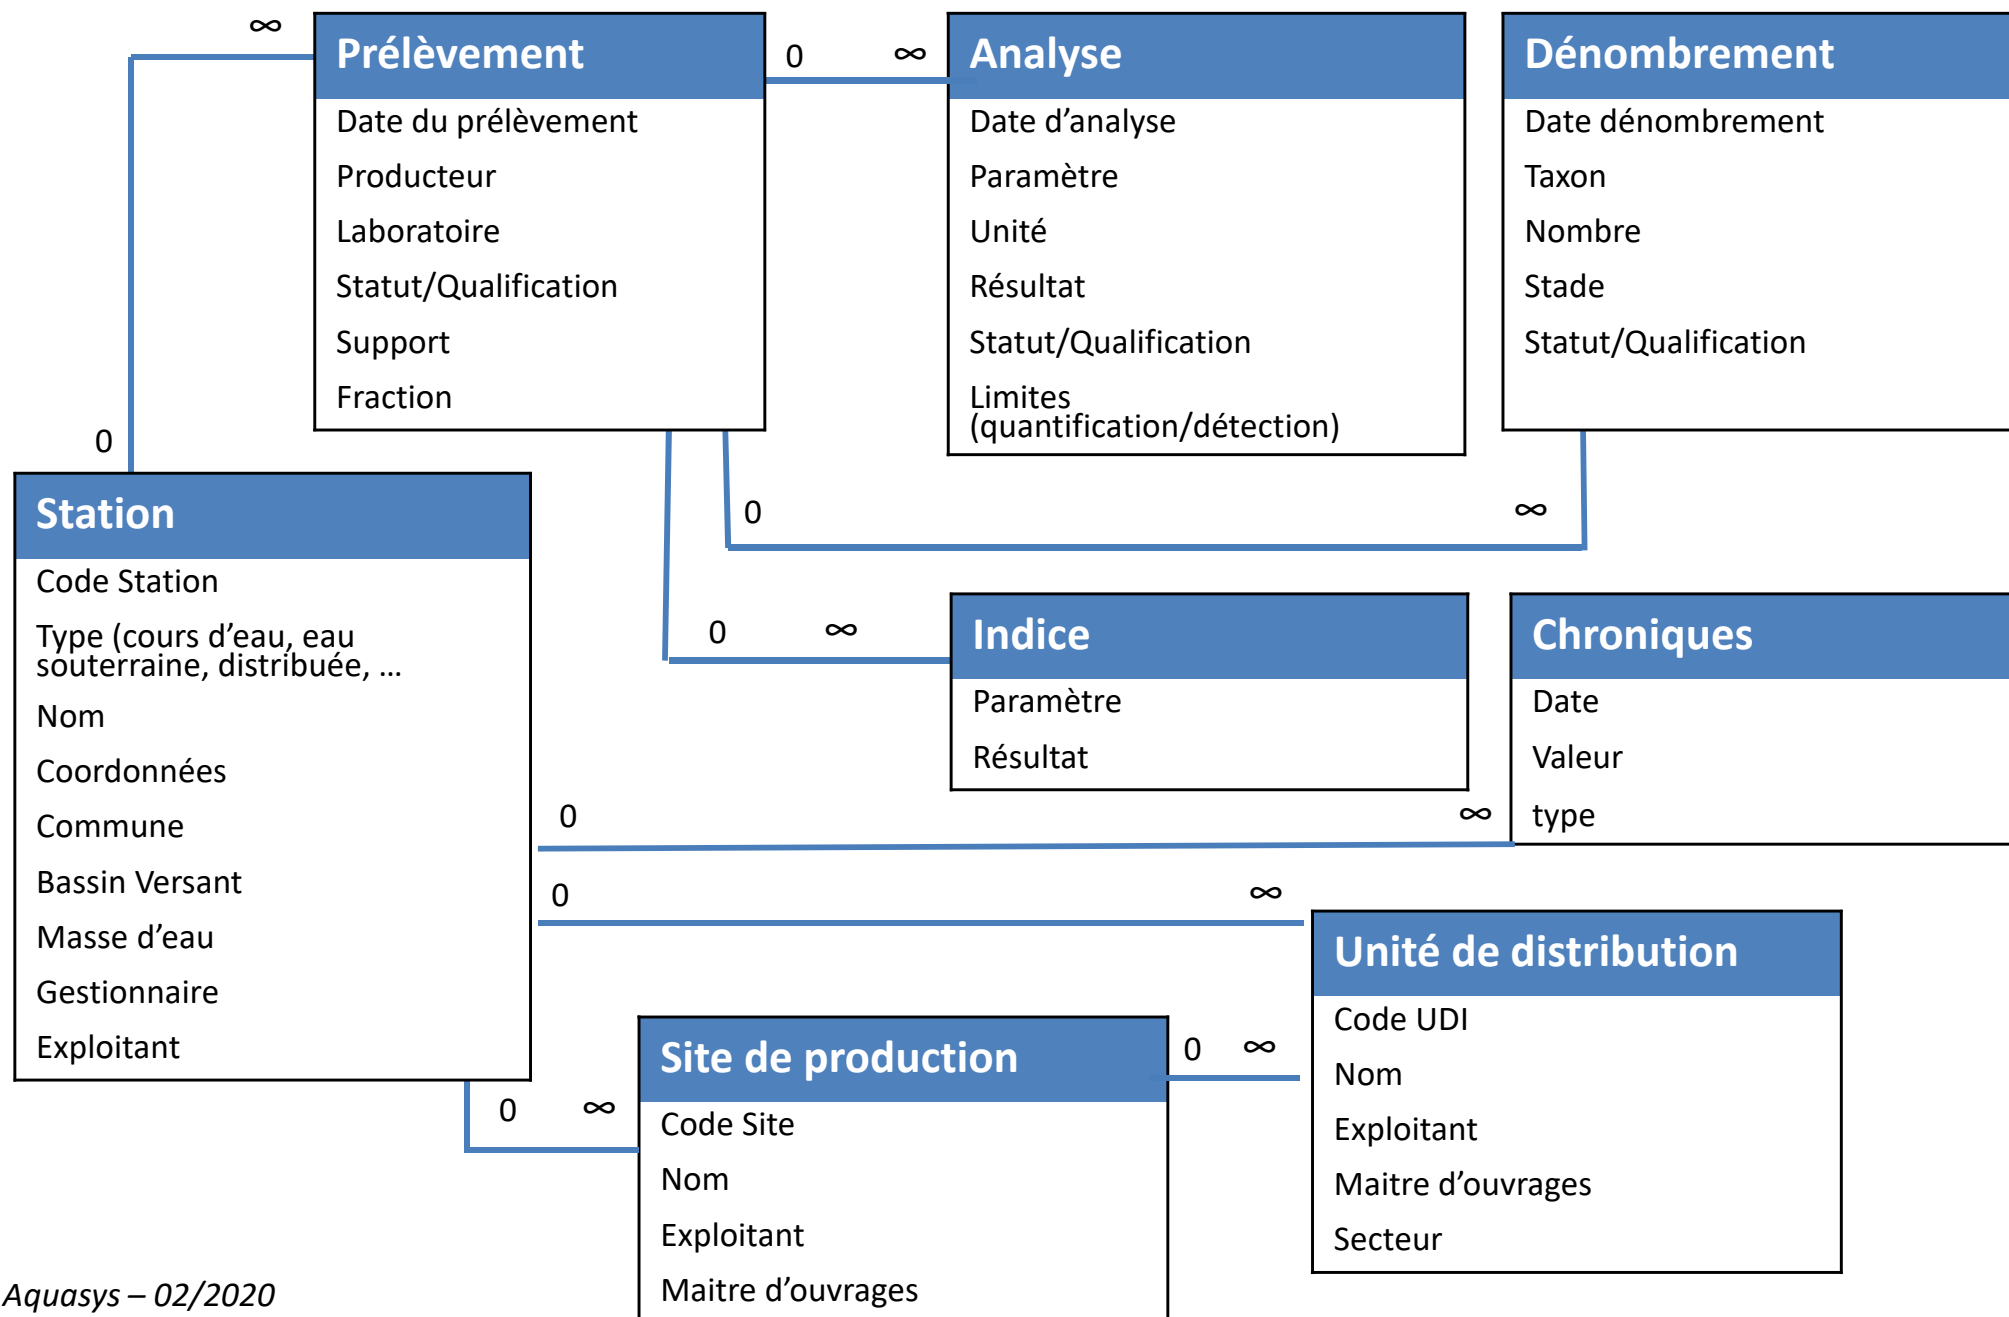 ∞
Prélèvement
Date du prélèvement
Producteur
Laboratoire
Statut/Qualification
Support
Fraction
0 ∞
Analyse
Date d’analyse
Paramètre
Unité
Résultat
Statut/Qualification
Limites
(quantification/détection)
Dénombrement
Date dénombrement
Taxon
Nombre
Stade
Statut/Qualification
0
0 ∞
Station
Code Station
Type (cours d’eau, eau
souterraine, distribuée, …
Nom
Coordonnées
Commune
Bassin Versant
Masse d’eau
Gestionnaire
Exploitant
0 ∞
Indice
Paramètre
Résultat
Chroniques
Date
Valeur
type
0 ∞
0 ∞
Unité de distribution
Code UDI
Nom
Exploitant
Maitre d’ouvrages
Secteur
0 ∞
Site de production
Code Site
Nom
Exploitant
Maitre d’ouvrages
0 ∞
Aquasys – 02/2020